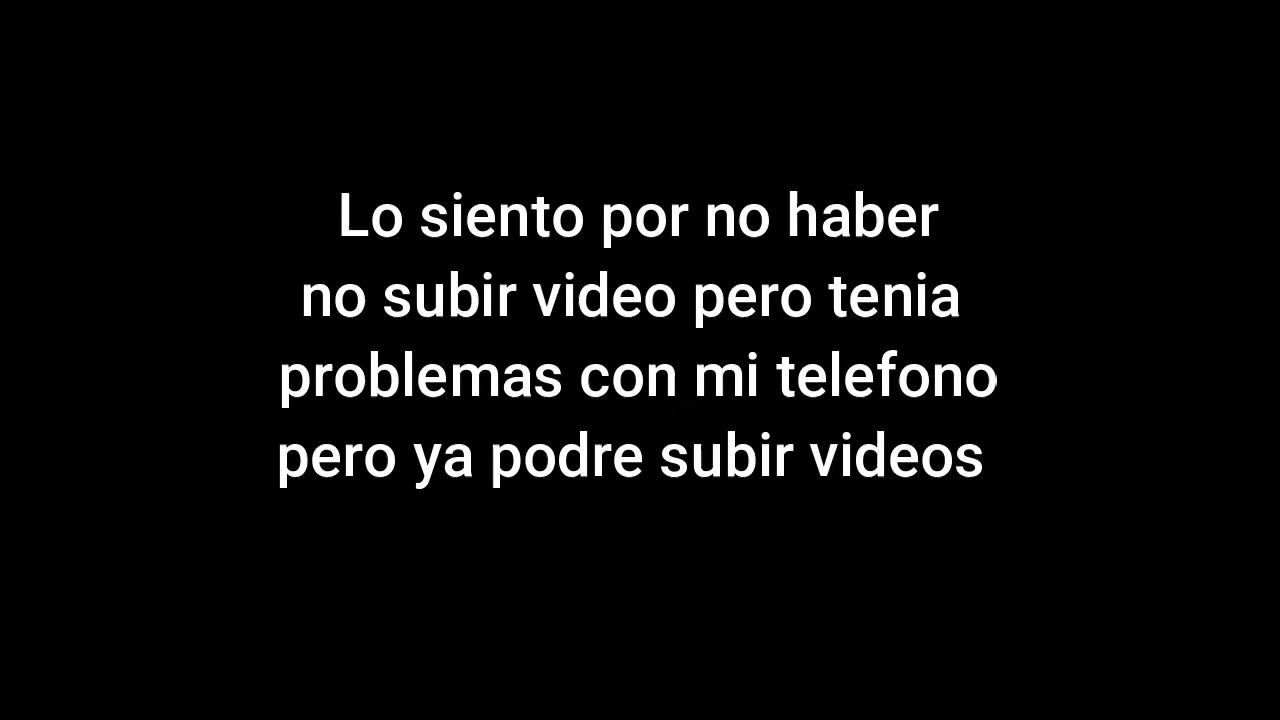 Lo siento por no haber
no subir video pero tenia
problemas con mi telefono
pero ya podre subir videos